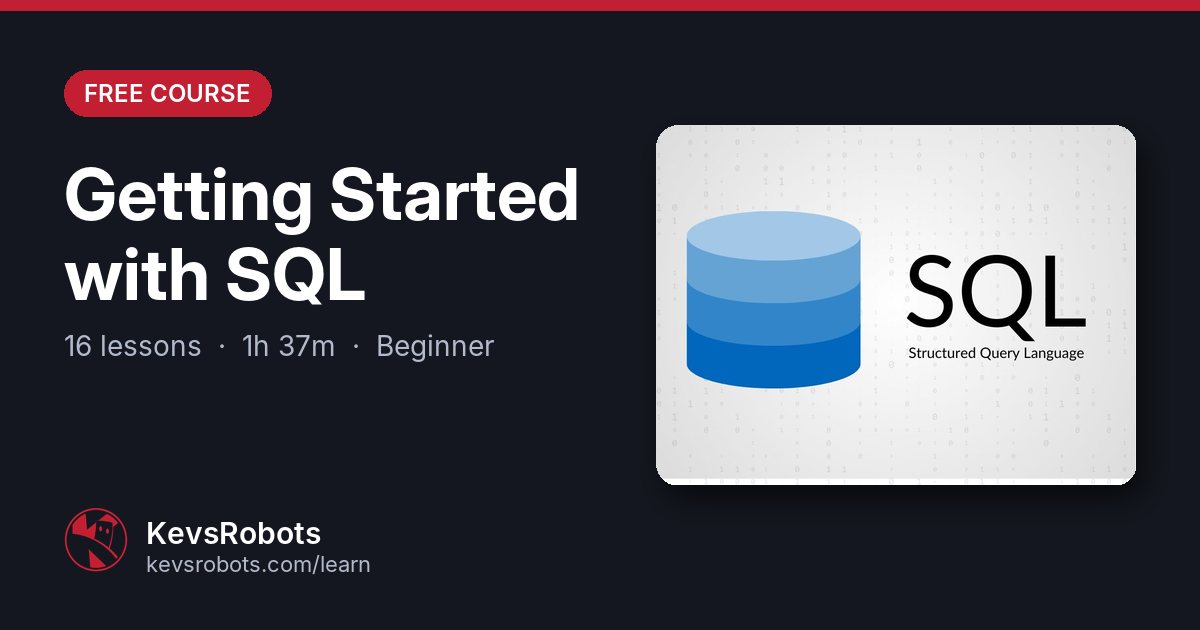 FREE COURSE
Getting Started
with SQL
16 lessons · 1h 37m · Beginner
SQL
Structured Query Language
KevsRobots
kevsrobots.com/learn